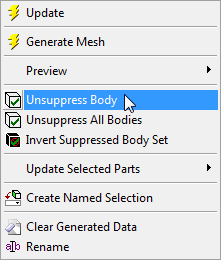 Update
Generate Mesh
Preview
Unsuppress Body
Unsuppress All Bodies
Invert Suppressed Body Set
Update Selected Parts
Create Named Selection
Clear Generated Data
Rename